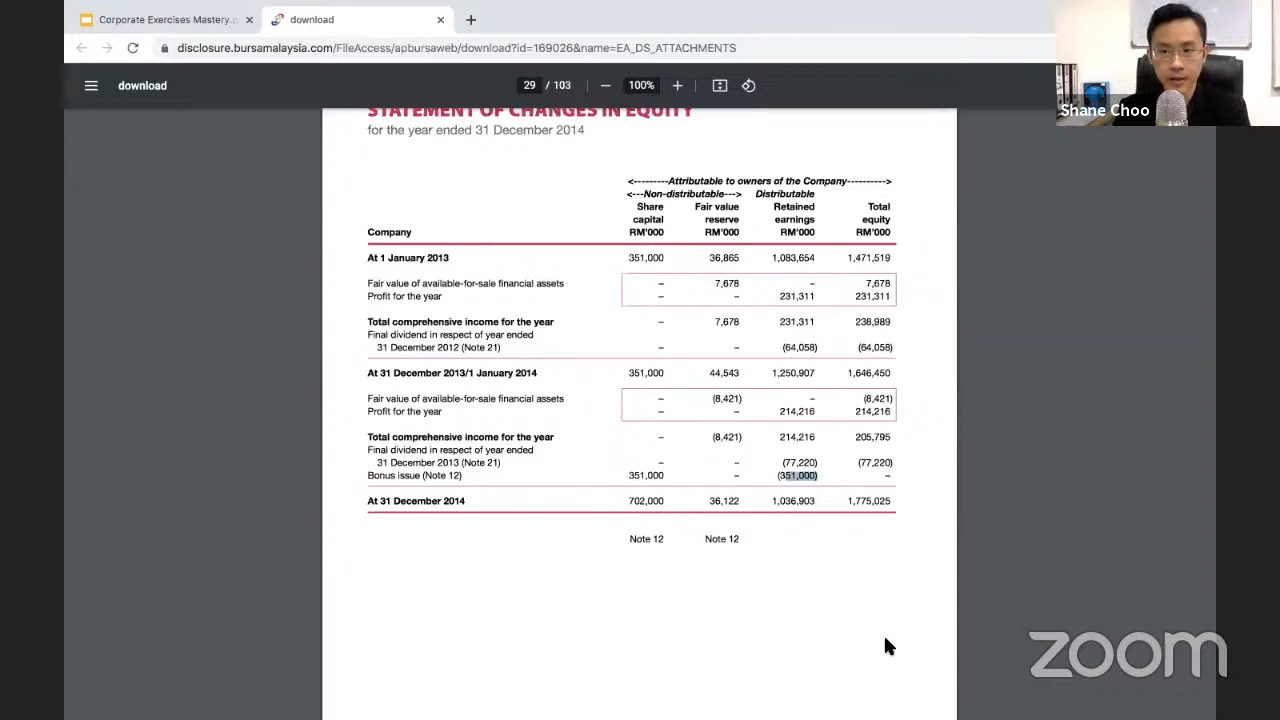 Corporate Exercises Mastery.
download
disclosure.bursamalaysia.com/FileAccess/apbursaweb/download?id=169026&name=EA_DS_ATTACHMENTS
download
29 / 103
100%
Shane Choo
STATEMENT OF CHANGES IN EQUITY
for the year ended 31 December 2014
<---------Attributable to owners of the Company---------->
<---Non-distributable---> Distributable
Share Fair value Retained Total
capital reserve earnings equity
Company RM'000 RM'000 RM'000 RM'000
At 1 January 2013 351,000 36,865 1,083,654 1,471,519
Fair value of available-for-sale financial assets – 7,678 – 7,678
Profit for the year – – 231,311 231,311
Total comprehensive income for the year – 7,678 231,311 238,989
Final dividend in respect of year ended
31 December 2012 (Note 21) – – (64,058) (64,058)
At 31 December 2013/1 January 2014 351,000 44,543 1,250,907 1,646,450
Fair value of available-for-sale financial assets – (8,421) – (8,421)
Profit for the year – – 214,216 214,216
Total comprehensive income for the year – (8,421) 214,216 205,795
Final dividend in respect of year ended
31 December 2013 (Note 21) – – (77,220) (77,220)
Bonus issue (Note 12) 351,000 – (351,000) –
At 31 December 2014 702,000 36,122 1,036,903 1,775,025
Note 12 Note 12
zoom